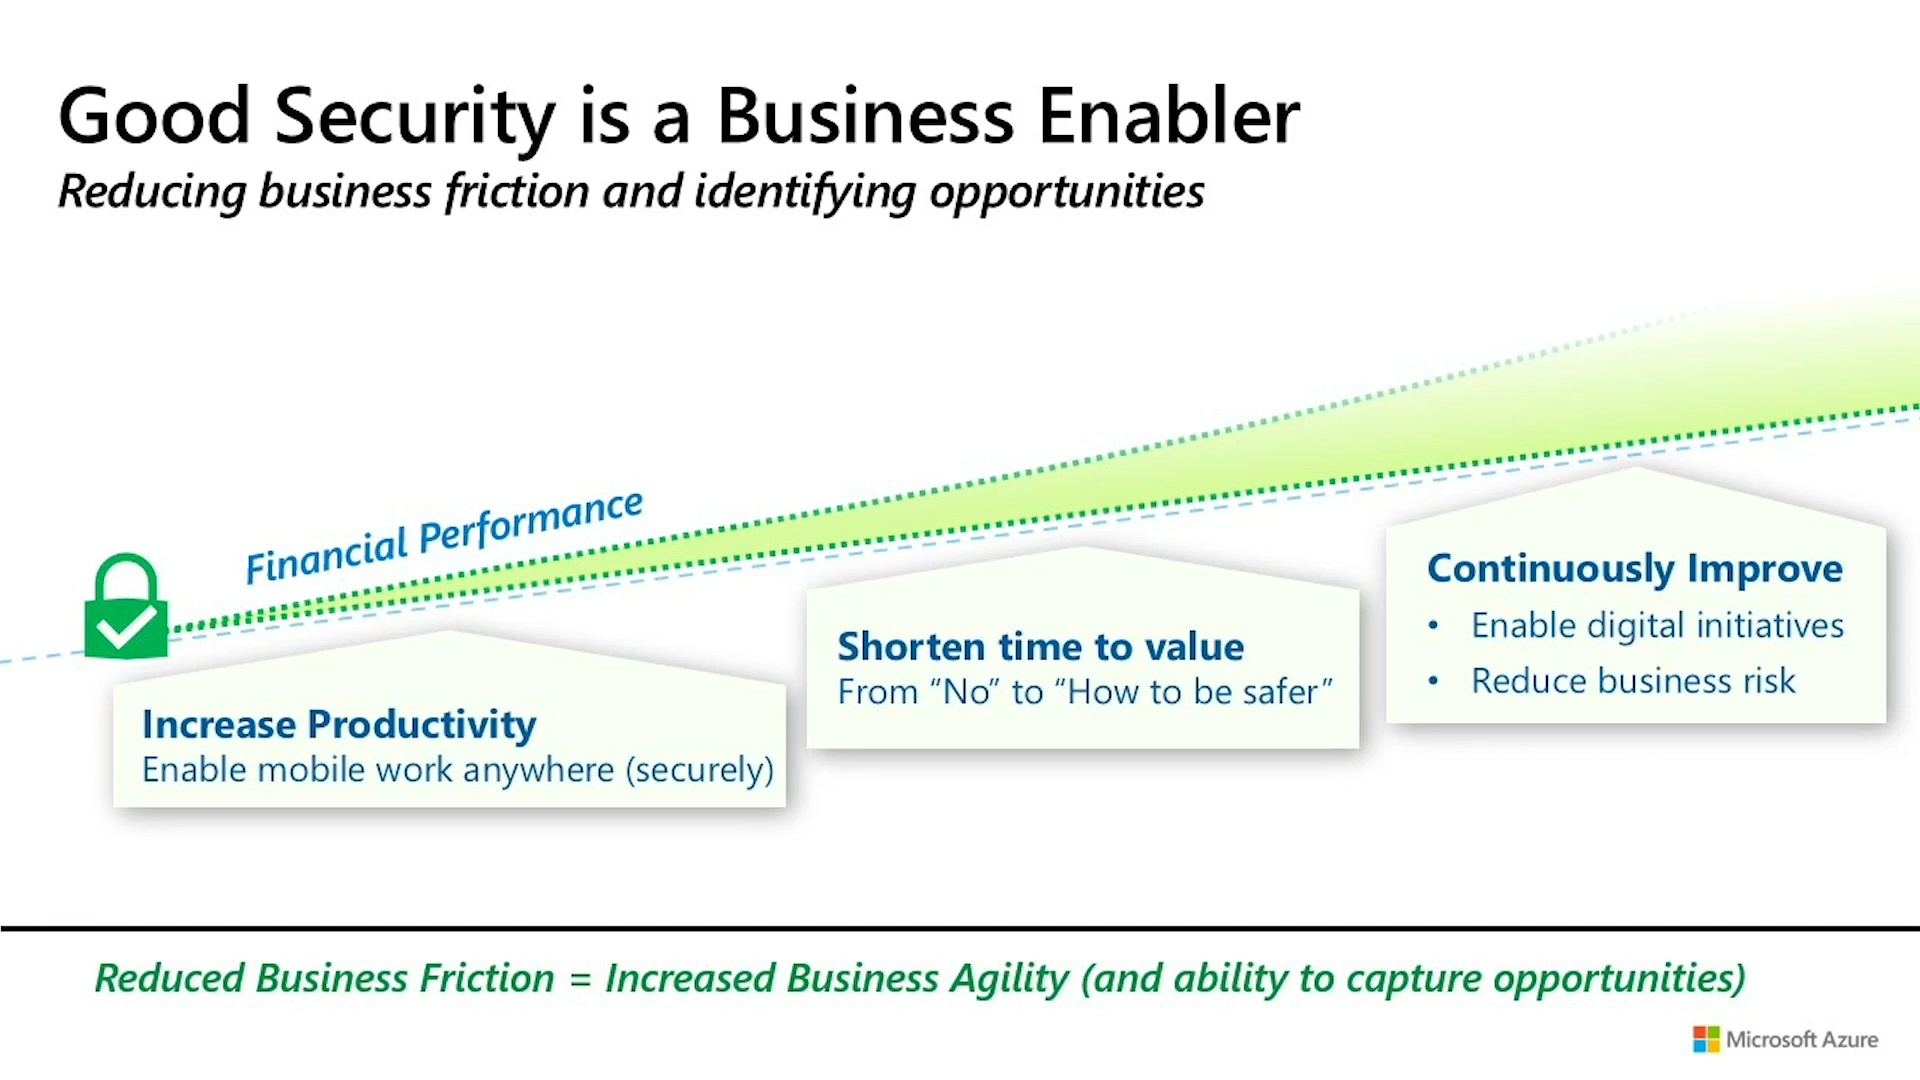 Good Security is a Business Enabler
Reducing business friction and identifying opportunities
Financial Performance
Increase Productivity
Enable mobile work anywhere (securely)
Shorten time to value
From “No” to “How to be safer”
Continuously Improve
• Enable digital initiatives
• Reduce business risk
Reduced Business Friction = Increased Business Agility (and ability to capture opportunities)
Microsoft Azure